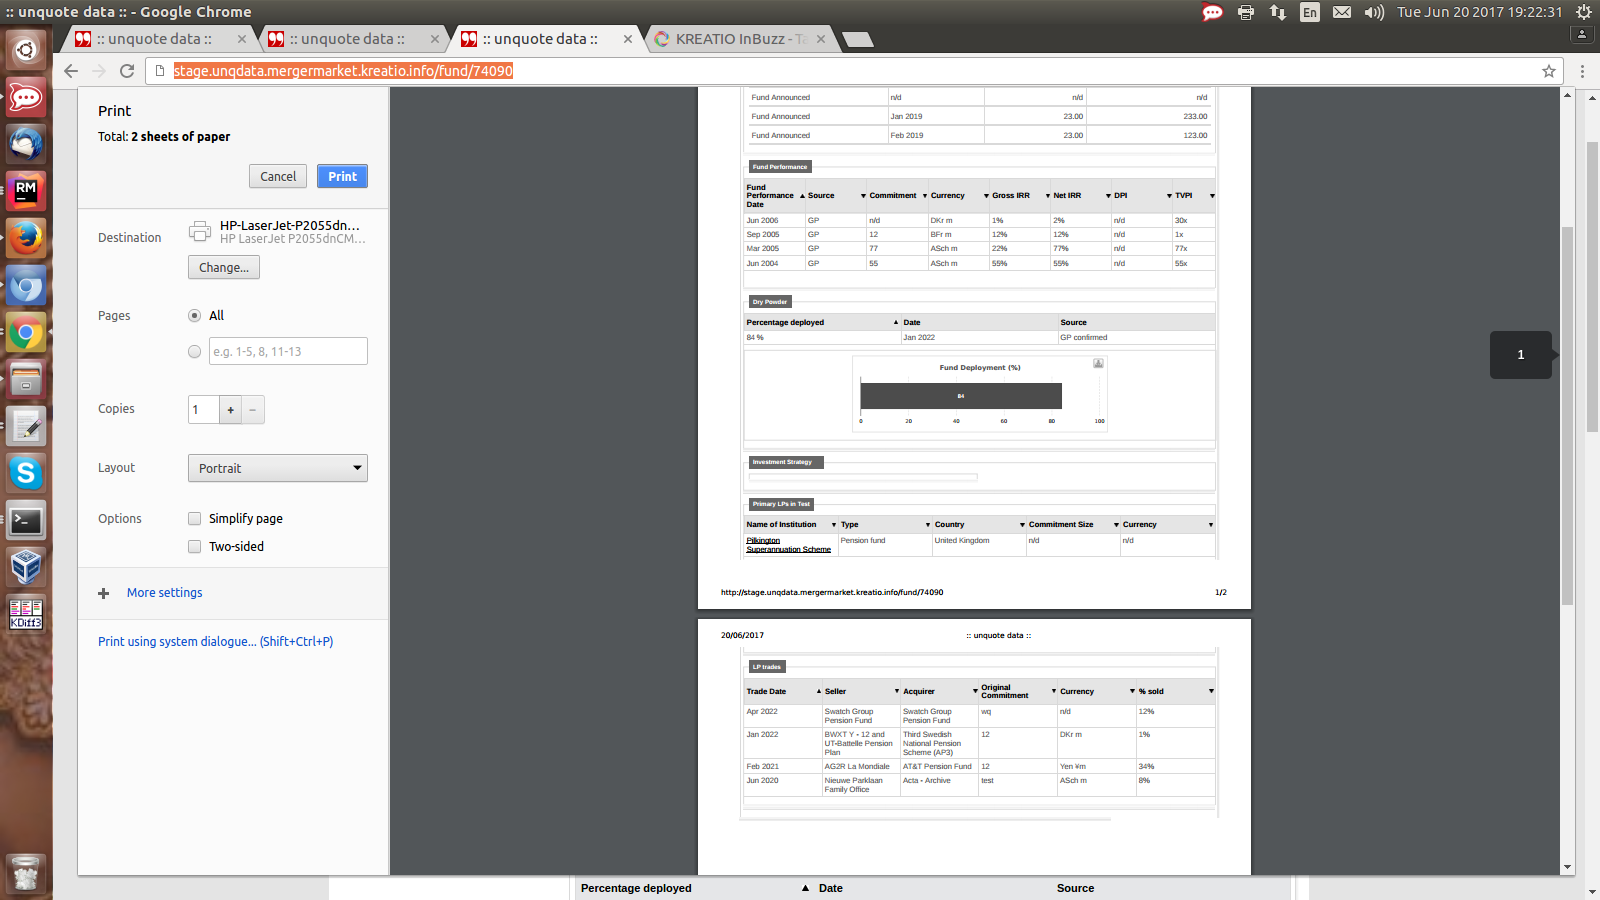 :: unquote data :: - Google Chrome
En
Tue Jun 20 2017 19:22:31
:: unquote data ::
:: unquote data ::
:: unquote data ::
KREATIO InBuzz - Ta
stage.unqdata.mergermarket.kreatio.info/fund/74090
Print
Total: 2 sheets of paper
Cancel
Print
Destination
HP-LaserJet-P2055dn...
HP LaserJet P2055dnCM...
Change...
Pages
All
e.g. 1-5, 8, 11-13
Copies
1
+
−
Layout
Portrait
Options
Simplify page
Two-sided
+ More settings
Print using system dialogue... (Shift+Ctrl+P)
RM
KDiff3
Fund Announced n/d n/d n/d
Fund Announced Jan 2019 23.00 233.00
Fund Announced Feb 2019 23.00 123.00
Fund Performance
Fund Performance Date Source Commitment Currency Gross IRR Net IRR DPI TVPI
Jun 2006 GP n/d DKr m 1% 2% n/d 30x
Sep 2005 GP 12 BFr m 12% 12% n/d 1x
Mar 2005 GP 77 ASch m 22% 77% n/d 77x
Jun 2004 GP 55 ASch m 55% 55% n/d 55x
Dry Powder
Percentage deployed Date Source
84 % Jan 2022 GP confirmed
Fund Deployment (%)
84
0 20 40 60 80 100
Investment Strategy
Primary LPs in Test
Name of Institution Type Country Commitment Size Currency
Pilkington Superannuation Scheme Pension fund United Kingdom n/d n/d
http://stage.unqdata.mergermarket.kreatio.info/fund/74090 1/2
1
20/06/2017 :: unquote data ::
LP trades
Trade Date Seller Acquirer Original Commitment Currency % sold
Apr 2022 Swatch Group Pension Fund Swatch Group Pension Fund wq n/d 12%
Jan 2022 BWXT Y - 12 and UT-Battelle Pension Plan Third Swedish National Pension Scheme (AP3) 12 DKr m 1%
Feb 2021 AG2R La Mondiale AT&T Pension Fund 12 Yen ¥m 34%
Jun 2020 Nieuwe Parklaan Family Office Acta - Archive test ASch m 8%
Percentage deployed Date Source